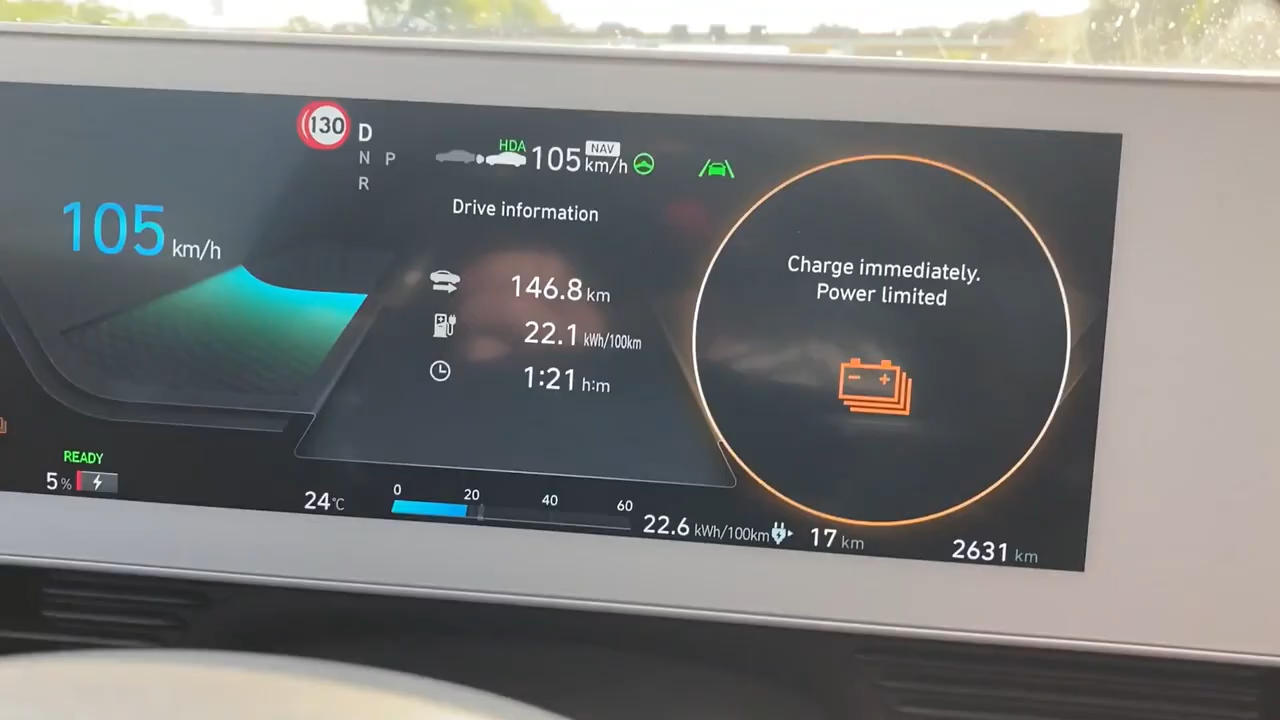 130
D
N P
R
HDA
105 km/h
NAV
105 km/h
Drive information
146.8 km
22.1 kWh/100km
1:21 h:m
Charge immediately.
Power limited
READY
5 %
24°C
0 20 40 60
22.6 kWh/100km
17 km
2631 km